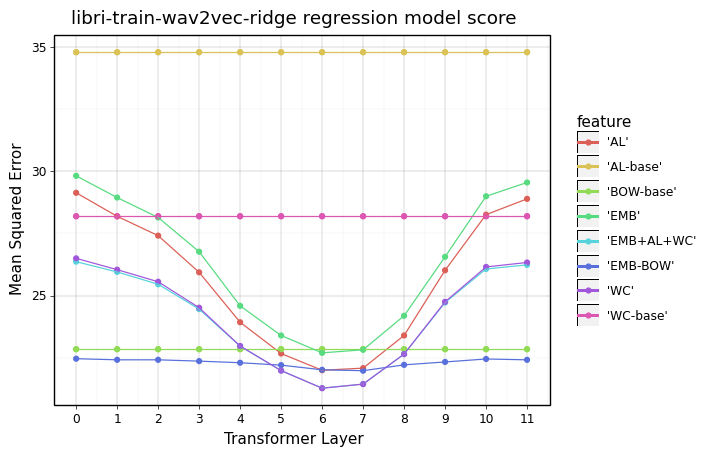 libri-train-wav2vec-ridge regression model score
35
30
25
Mean Squared Error
0 1 2 3 4 5 6 7 8 9 10 11
Transformer Layer
feature
'AL'
'AL-base'
'BOW-base'
'EMB'
'EMB+AL+WC'
'EMB-BOW'
'WC'
'WC-base'